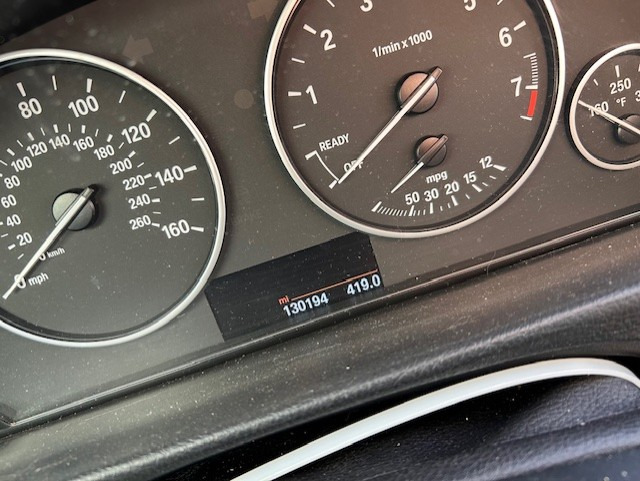 80 100 120 140 160
20 40 60 80 100 120 140 160 180 200 220 240 260
0 km/h
0 mph
1 2 3 5 6 7
1/min x 1000
READY
OFF
mpg
50 30 20 15 12
160 250
°F
mi
130194 419.0